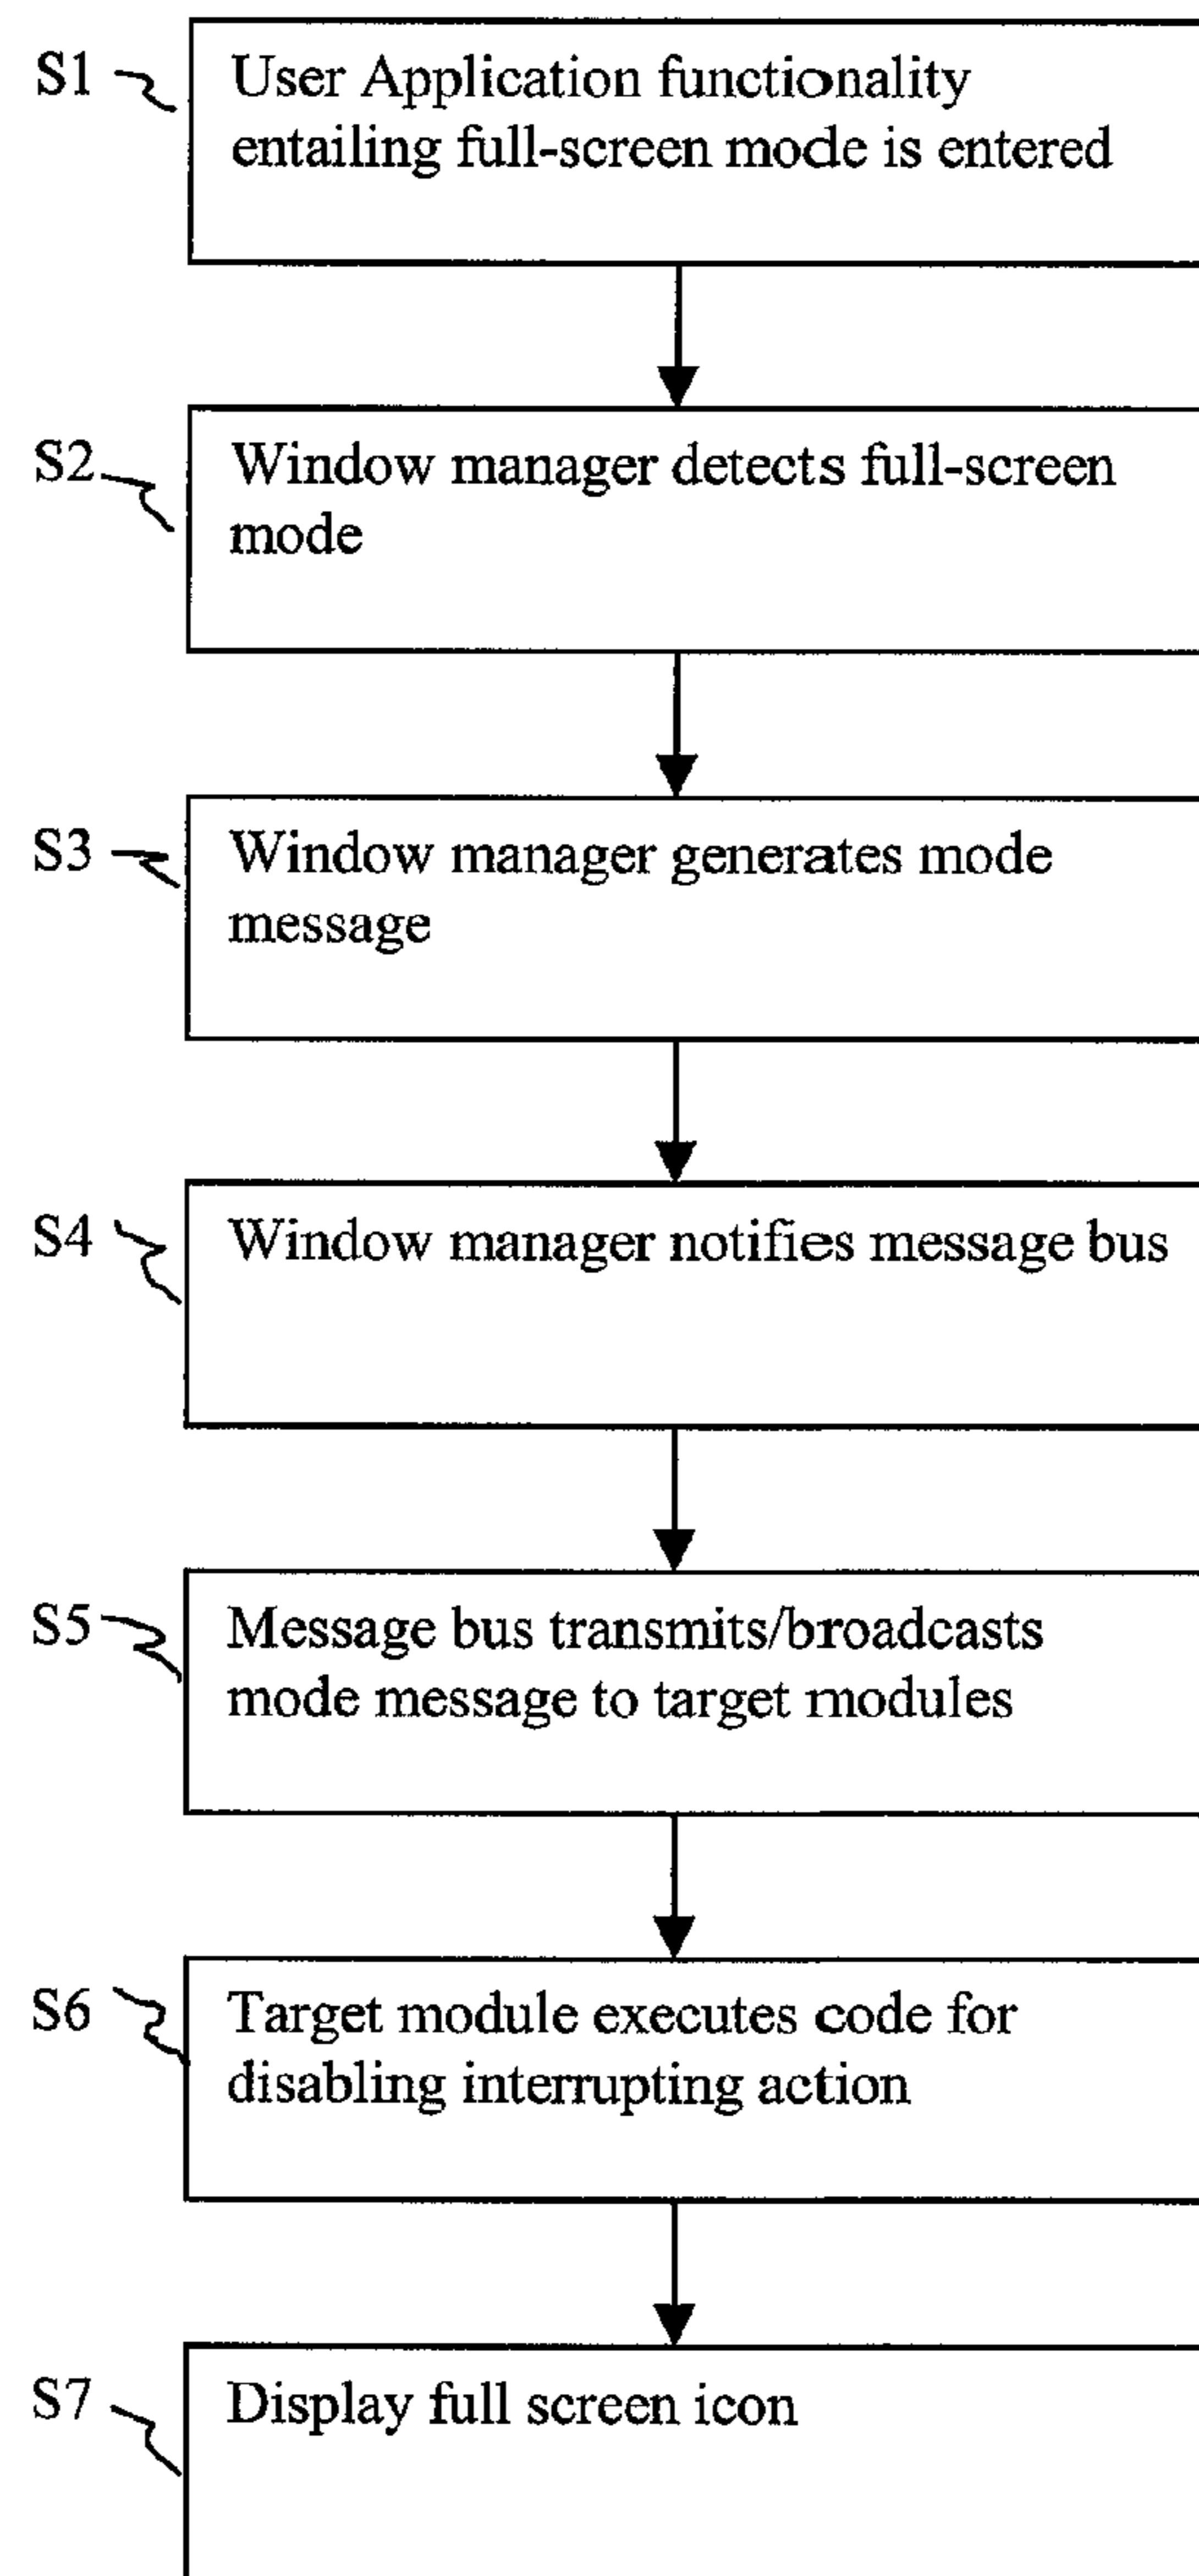 S1
User Application functionality
entailing full-screen mode is entered
S2
Window manager detects full-screen
mode
S3
Window manager generates mode
message
S4
Window manager notifies message bus
S5
Message bus transmits/broadcasts
mode message to target modules
S6
Target module executes code for
disabling interrupting action
S7
Display full screen icon